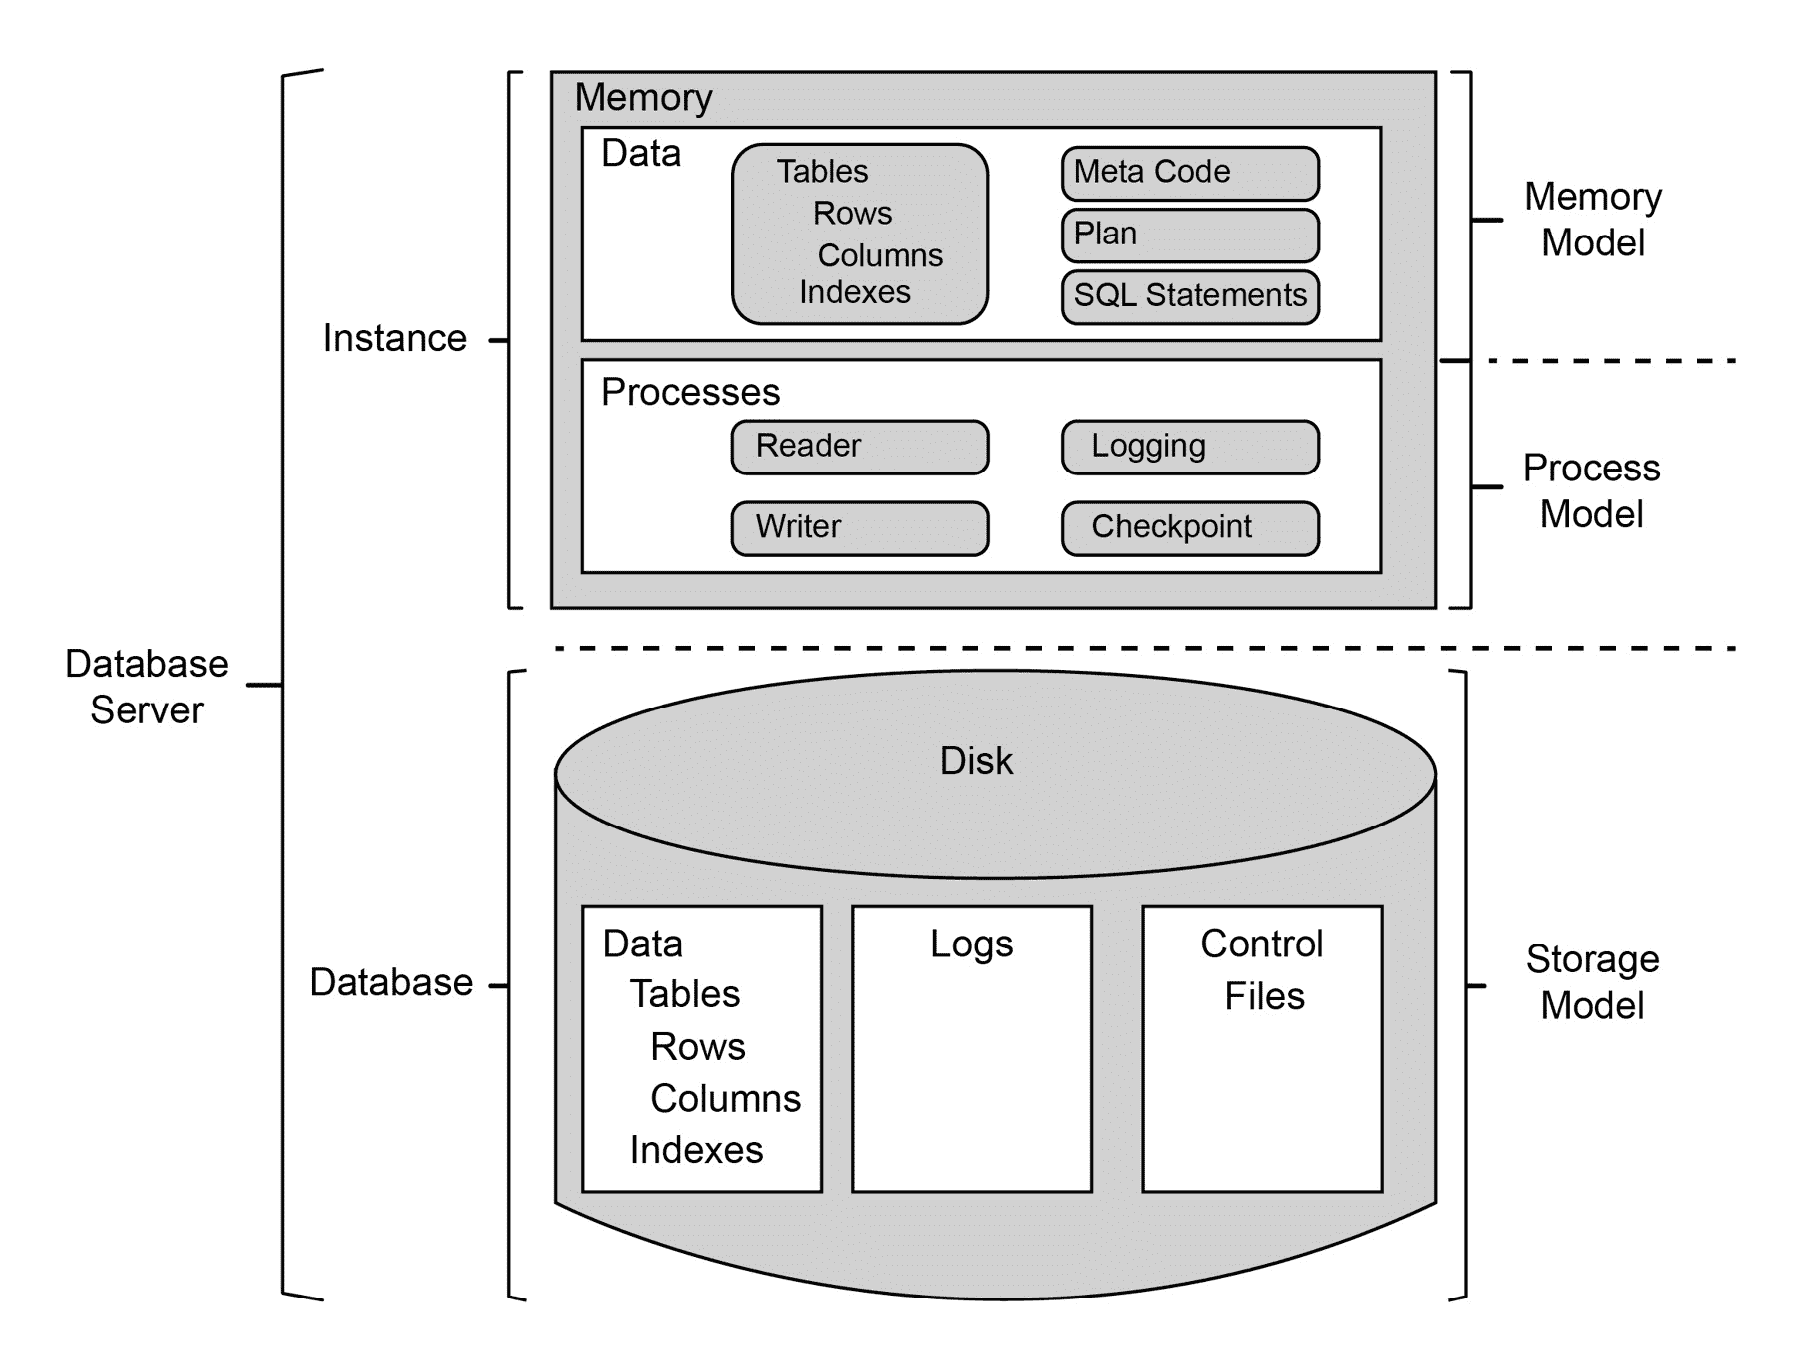 Memory
Data
Tables
Rows
Columns
Indexes
Meta Code
Plan
SQL Statements
Memory
Model
Instance
Processes
Reader
Logging
Writer
Checkpoint
Process
Model
Database
Server
Disk
Data
Tables
Rows
Columns
Indexes
Logs
Control
Files
Database
Storage
Model